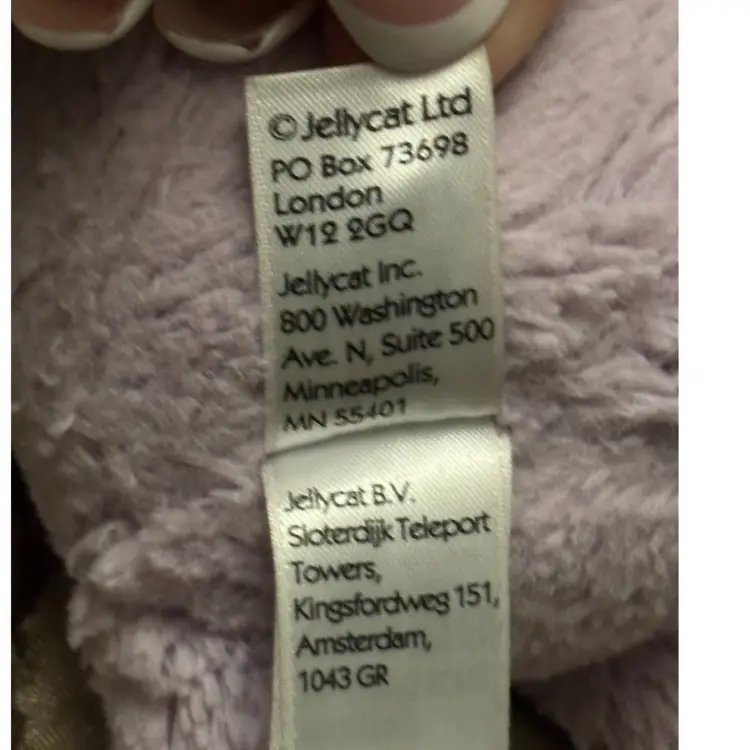 © Jellycat Ltd
PO Box 73698
London
W12 2GQ
Jellycat Inc.
800 Washington
Ave. N, Suite 500
Minneapolis,
MN 55401
Jellycat B.V.
Sloterdijk Teleport
Towers,
Kingsfordweg 151,
Amsterdam,
1043 GR